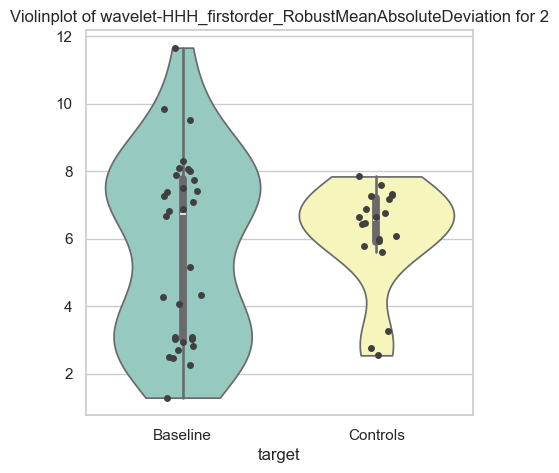 Violinplot of wavelet-HHH_firstorder_RobustMeanAbsoluteDeviation for 2
12
10
8
6
4
2
Baseline
Controls
target